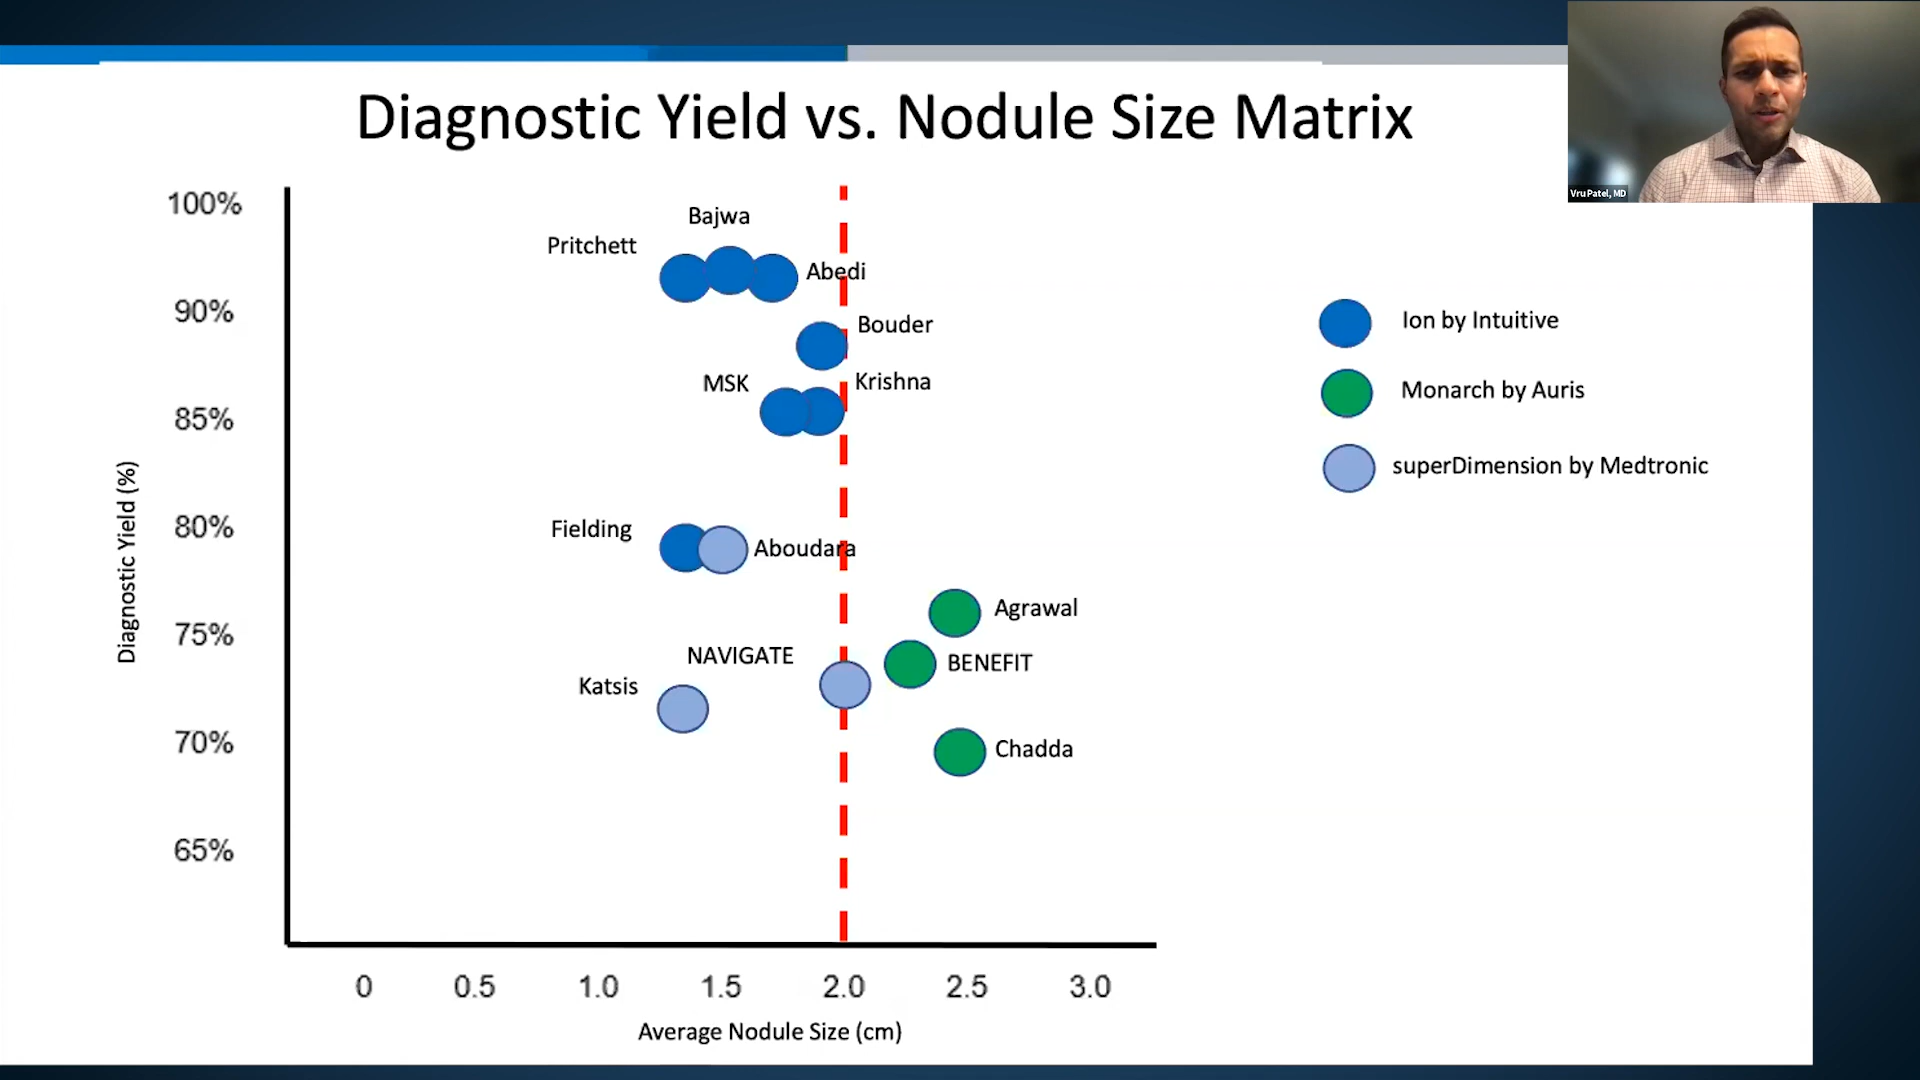 Diagnostic Yield vs. Nodule Size Matrix
Vru Patel, MD
100%
90%
85%
80%
75%
70%
65%
Diagnostic Yield (%)
Bajwa
Pritchett
Abedi
Bouder
MSK
Krishna
Fielding
Aboudara
Agrawal
NAVIGATE
BENEFIT
Katsis
Chadda
Ion by Intuitive
Monarch by Auris
superDimension by Medtronic
0 0.5 1.0 1.5 2.0 2.5 3.0
Average Nodule Size (cm)